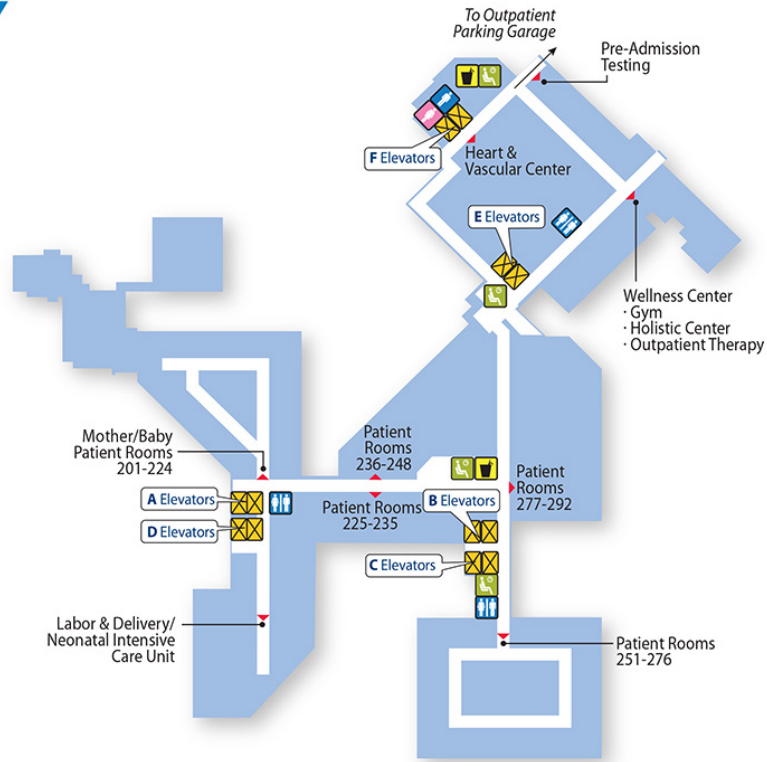 To Outpatient
Parking Garage
Pre-Admission
Testing
F Elevators
Heart &
Vascular Center
E Elevators
Wellness Center
· Gym
· Holistic Center
· Outpatient Therapy
Mother/Baby
Patient Rooms
201-224
Patient
Rooms
236-248
Patient
Rooms
277-292
A Elevators
Patient Rooms
225-235
B Elevators
D Elevators
C Elevators
Labor & Delivery/
Neonatal Intensive
Care Unit
Patient Rooms
251-276